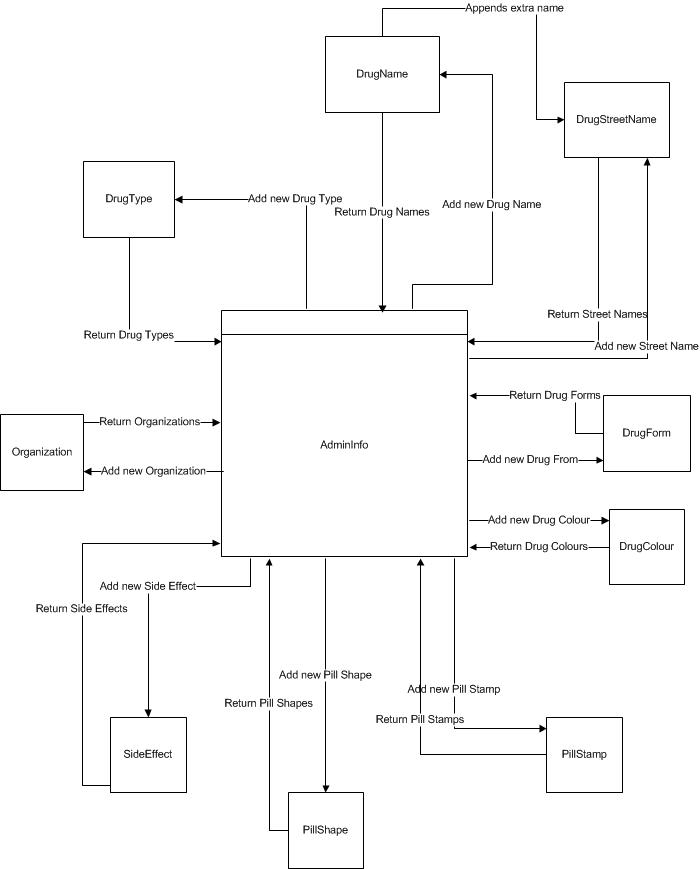 Appends extra name
DrugName
DrugStreetName
DrugType
Add new Drug Type
Return Drug Names
Add new Drug Name
Return Street Names
Return Drug Types
Add new Street Name
Return Drug Forms
Return Organizations
DrugForm
AdminInfo
Organization
Add new Drug From
Add new Organization
Add new Drug Colour
Return Drug Colours
DrugColour
Add new Side Effect
Return Side Effects
Add new Pill Shape
Add new Pill Stamp
Return Pill Shapes
Return Pill Stamps
SideEffect
PillStamp
PillShape